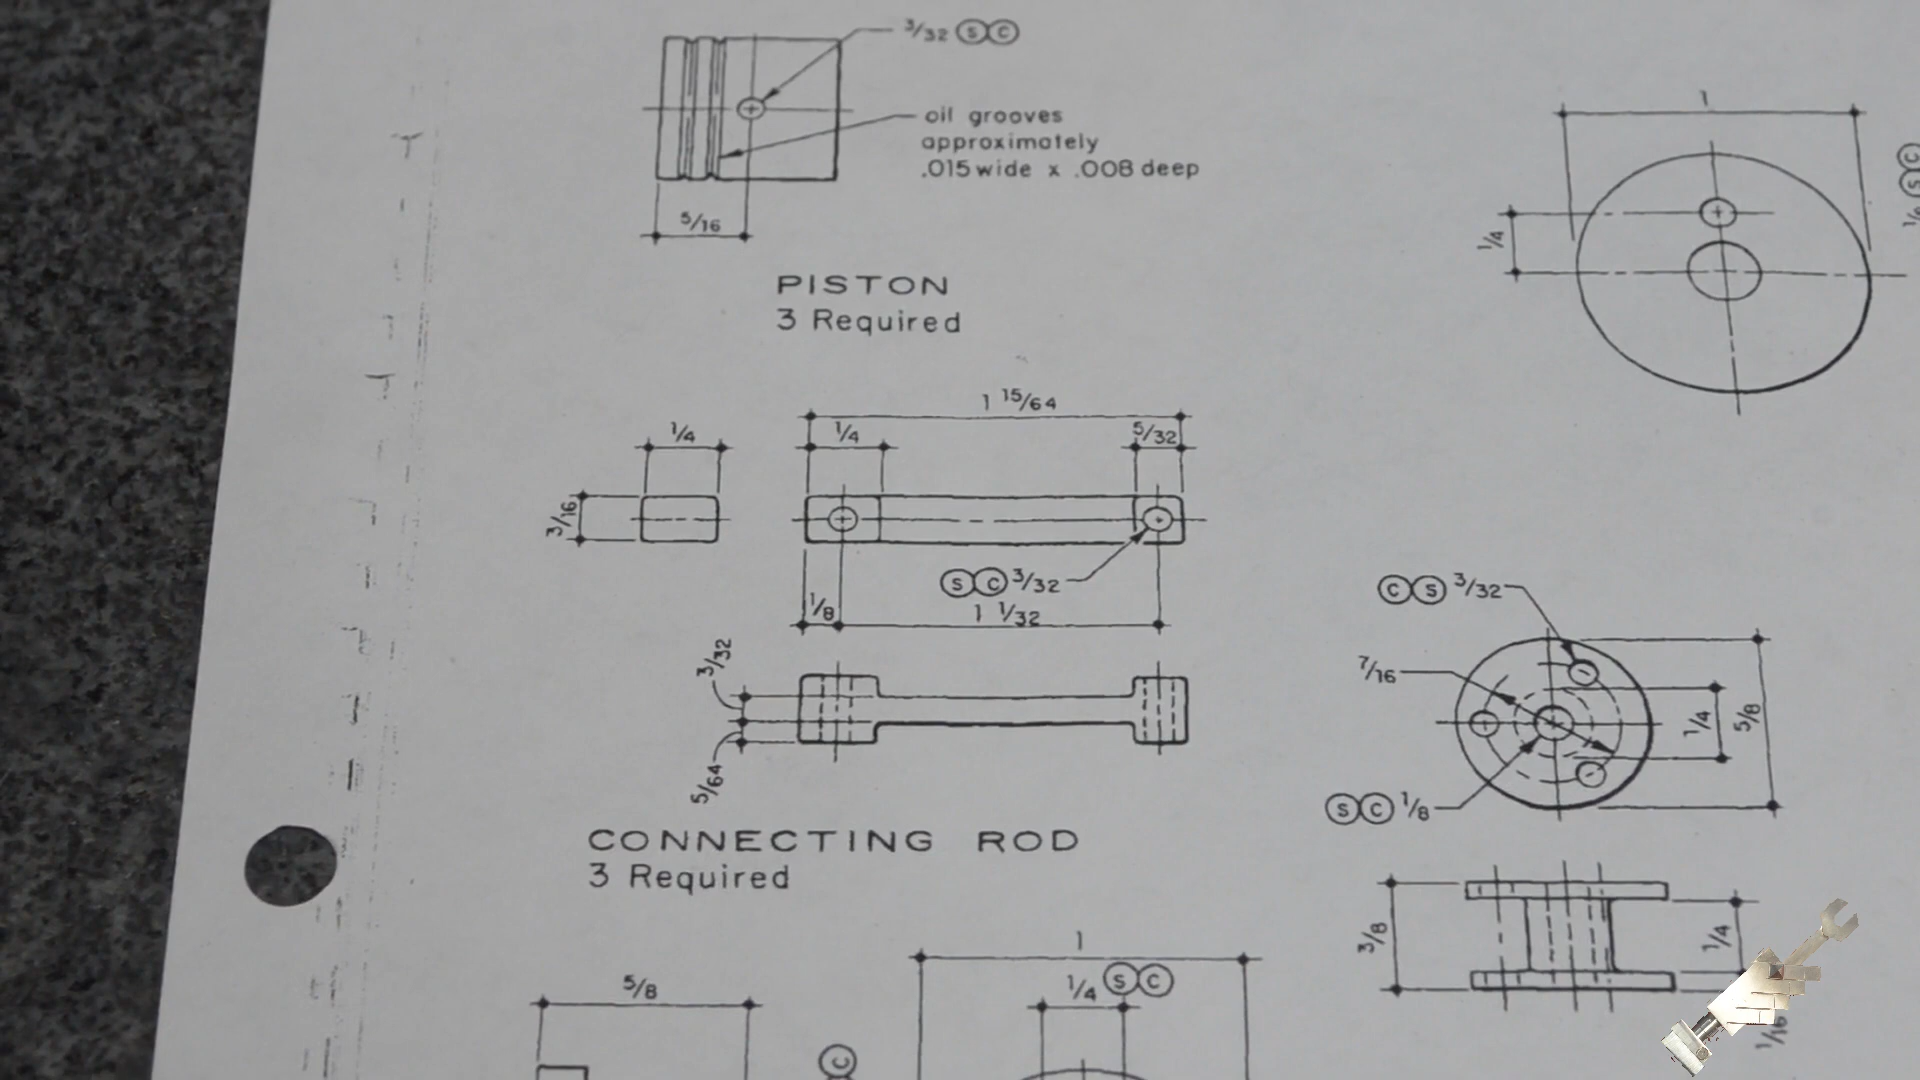 3/32 S C
oil grooves
approximately
.015 wide x .008 deep
5/16
PISTON
3 Required
1
1/4
S C
1 15/64
1/4
1/4
5/32
3/16
S C 3/32
1/8
1 1/32
3/32
5/64
CONNECTING ROD
3 Required
C S 3/32
7/16
1/4
5/8
S C 1/8
3/8
1/4
1/16
5/8
1
1/4 S C
C